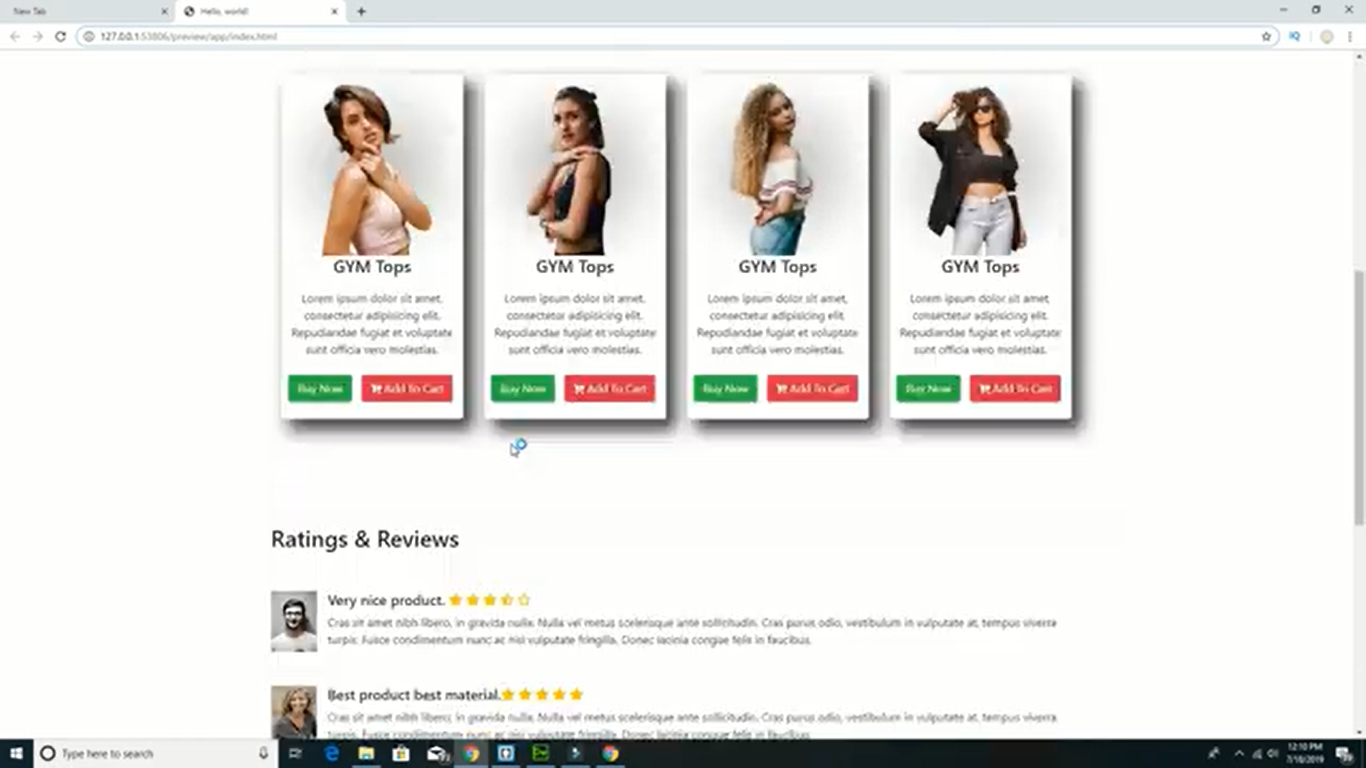 New Tab
Hello, world!
127.0.0.1:53806/preview/app/index.html
GYM Tops
Lorem ipsum dolor sit amet,
consectetur adipisicing elit.
Repudiandae fugiat et voluptate
sunt officia vero molestias.
Buy Now Add To Cart
GYM Tops
Lorem ipsum dolor sit amet,
consectetur adipisicing elit.
Repudiandae fugiat et voluptate
sunt officia vero molestias.
Buy Now Add To Cart
GYM Tops
Lorem ipsum dolor sit amet,
consectetur adipisicing elit.
Repudiandae fugiat et voluptate
sunt officia vero molestias.
Buy Now Add To Cart
GYM Tops
Lorem ipsum dolor sit amet,
consectetur adipisicing elit.
Repudiandae fugiat et voluptate
sunt officia vero molestias.
Buy Now Add To Cart
Ratings & Reviews
Very nice product.
Cras sit amet nibh libero, in gravida nulla. Nulla vel metus scelerisque ante sollicitudin. Cras purus odio, vestibulum in vulputate at, tempus viverra
turpis. Fusce condimentum nunc ac nisi vulputate fringilla. Donec lacinia congue felis in faucibus.
Best product best material.
Cras sit amet nibh libero, in gravida nulla. Nulla vel metus scelerisque ante sollicitudin. Cras purus odio, vestibulum in vulputate at, tempus viverra
turpis. Fusce condimentum nunc ac nisi vulputate fringilla. Donec lacinia congue felis in faucibus.
Type here to search
12:10 PM
7/18/2019